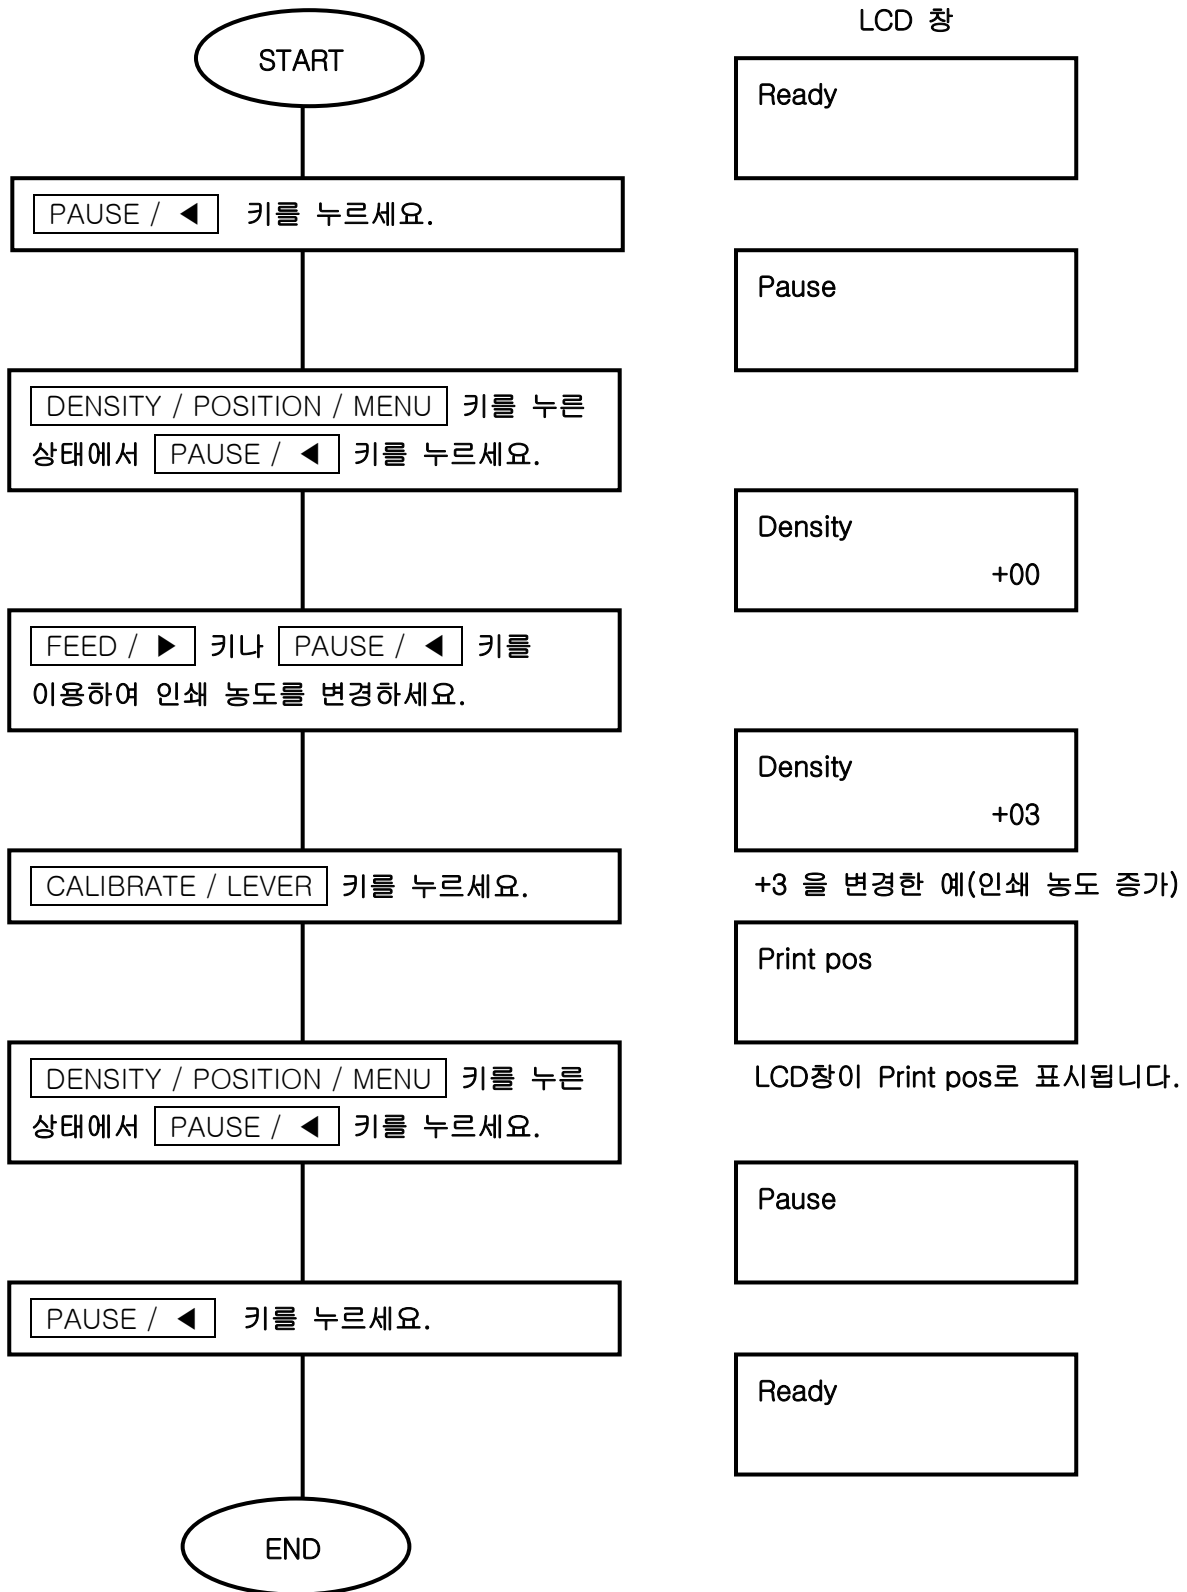 LCD 창
START
Ready
PAUSE / ◀ 키를 누르세요.
Pause
DENSITY / POSITION / MENU 키를 누른
상태에서 PAUSE / ◀ 키를 누르세요.
Density
+00
FEED / ▶ 키나 PAUSE / ◀ 키를
이용하여 인쇄 농도를 변경하세요.
Density
+03
CALIBRATE / LEVER 키를 누르세요.
+3 을 변경한 예(인쇄 농도 증가)
Print pos
DENSITY / POSITION / MENU 키를 누른
상태에서 PAUSE / ◀ 키를 누르세요.
LCD창이 Print pos로 표시됩니다.
Pause
PAUSE / ◀ 키를 누르세요.
Ready
END